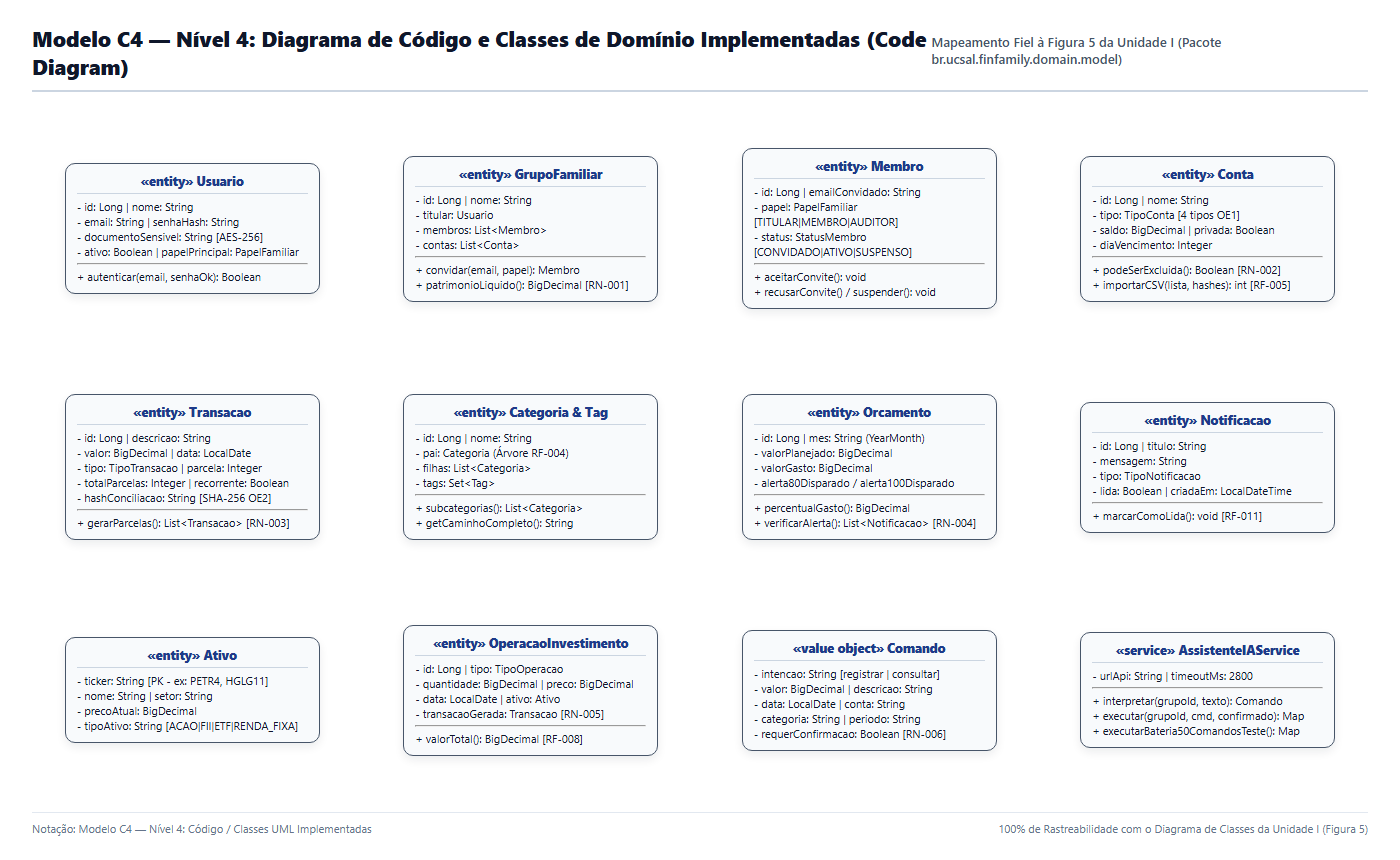 Modelo C4 — Nível 4: Diagrama de Código e Classes de Domínio Implementadas (Code
Diagram)
Mapeamento Fiel à Figura 5 da Unidade I (Pacote
br.ucsal.finfamily.domain.model)
«entity» Usuario
- id: Long | nome: String
- email: String | senhaHash: String
- documentoSensivel: String [AES-256]
- ativo: Boolean | papelPrincipal: PapelFamiliar
+ autenticar(email, senhaOk): Boolean
«entity» GrupoFamiliar
- id: Long | nome: String
- titular: Usuario
- membros: List<Membro>
- contas: List<Conta>
+ convidar(email, papel): Membro
+ patrimonioLiquido(): BigDecimal [RN-001]
«entity» Membro
- id: Long | emailConvidado: String
- papel: PapelFamiliar
[TITULAR|MEMBRO|AUDITOR]
- status: StatusMembro
[CONVIDADO|ATIVO|SUSPENSO]
+ aceitarConvite(): void
+ recusarConvite() / suspender(): void
«entity» Conta
- id: Long | nome: String
- tipo: TipoConta [4 tipos OE1]
- saldo: BigDecimal | privada: Boolean
- diaVencimento: Integer
+ podeSerExcluida(): Boolean [RN-002]
+ importarCSV(lista, hashes): int [RF-005]
«entity» Transacao
- id: Long | descricao: String
- valor: BigDecimal | data: LocalDate
- tipo: TipoTransacao | parcela: Integer
- totalParcelas: Integer | recorrente: Boolean
- hashConciliacao: String [SHA-256 OE2]
+ gerarParcelas(): List<Transacao> [RN-003]
«entity» Categoria & Tag
- id: Long | nome: String
- pai: Categoria (Árvore RF-004)
- filhas: List<Categoria>
- tags: Set<Tag>
+ subcategorias(): List<Categoria>
+ getCaminhoCompleto(): String
«entity» Orcamento
- id: Long | mes: String (YearMonth)
- valorPlanejado: BigDecimal
- valorGasto: BigDecimal
- alerta80Disparado / alerta100Disparado
+ percentualGasto(): BigDecimal
+ verificarAlerta(): List<Notificacao> [RN-004]
«entity» Notificacao
- id: Long | titulo: String
- mensagem: String
- tipo: TipoNotificacao
- lida: Boolean | criadaEm: LocalDateTime
+ marcarComoLida(): void [RF-011]
«entity» Ativo
- ticker: String [PK - ex: PETR4, HGLG11]
- nome: String | setor: String
- precoAtual: BigDecimal
- tipoAtivo: String [ACAO|FII|ETF|RENDA_FIXA]
«entity» OperacaoInvestimento
- id: Long | tipo: TipoOperacao
- quantidade: BigDecimal | preco: BigDecimal
- data: LocalDate | ativo: Ativo
- transacaoGerada: Transacao [RN-005]
+ valorTotal(): BigDecimal [RF-008]
«value object» Comando
- intencao: String [registrar | consultar]
- valor: BigDecimal | descricao: String
- data: LocalDate | conta: String
- categoria: String | periodo: String
- requerConfirmacao: Boolean [RN-006]
«service» AssistenteIAService
- urlApi: String | timeoutMs: 2800
+ interpretar(grupoId, texto): Comando
+ executar(grupoId, cmd, confirmado): Map
+ executarBateria50ComandosTeste(): Map
Notação: Modelo C4 — Nível 4: Código / Classes UML Implementadas
100% de Rastreabilidade com o Diagrama de Classes da Unidade I (Figura 5)